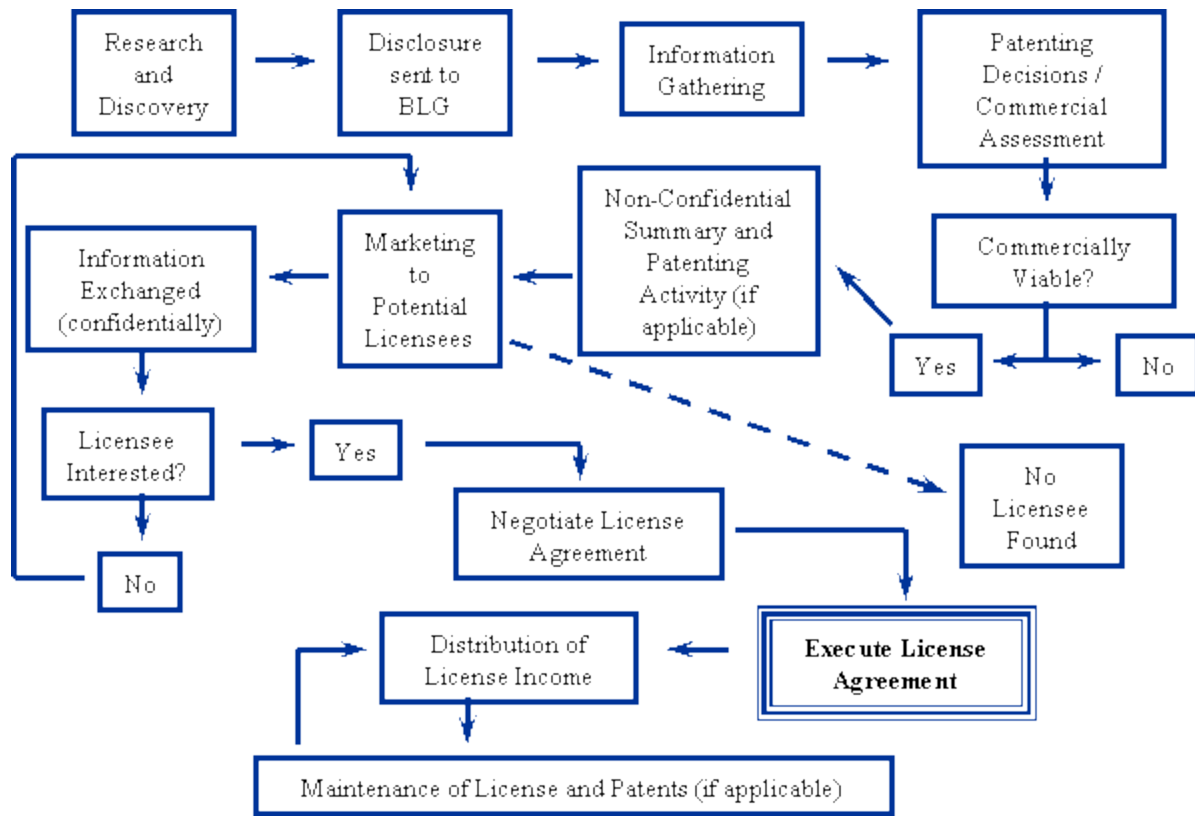 Research
and
Discovery
Disclosure
sent to
BLG
Information
Gathering
Patenting
Decisions /
Commercial
Assessment
Commercially
Viable?
Yes
No
Non-Confidential
Summary and
Patenting
Activity (if
applicable)
Marketing
to
Potential
Licensees
Information
Exchanged
(confidentially)
Licensee
Interested?
Yes
No
No
Licensee
Found
Negotiate License
Agreement
Execute License
Agreement
Distribution of
License Income
Maintenance of License and Patents (if applicable)